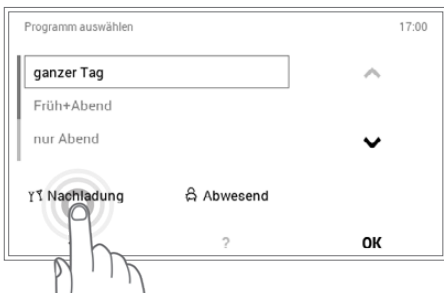 Programm auswählen 17:00
ganzer Tag
Früh+Abend
nur Abend
Nachladung Abwesend
? OK